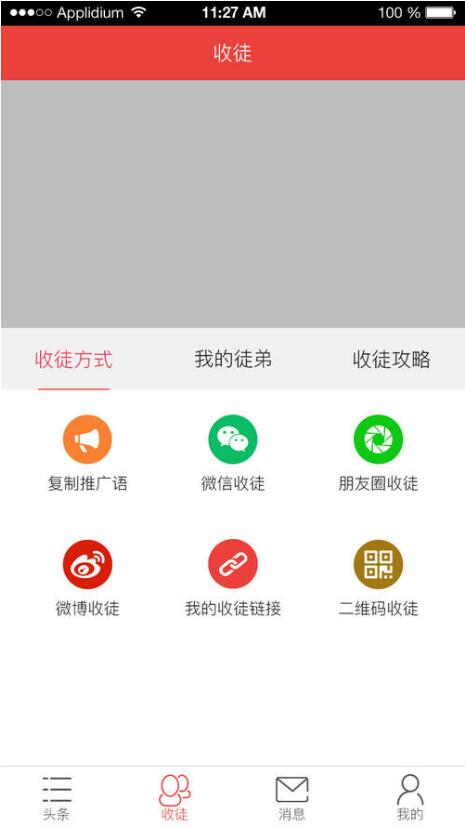 Applidium 11:27 AM 100 %
收徒
收徒方式 我的徒弟 收徒攻略
复制推广语 微信收徒 朋友圈收徒
微博收徒 我的收徒链接 二维码收徒
头条 收徒 消息 我的